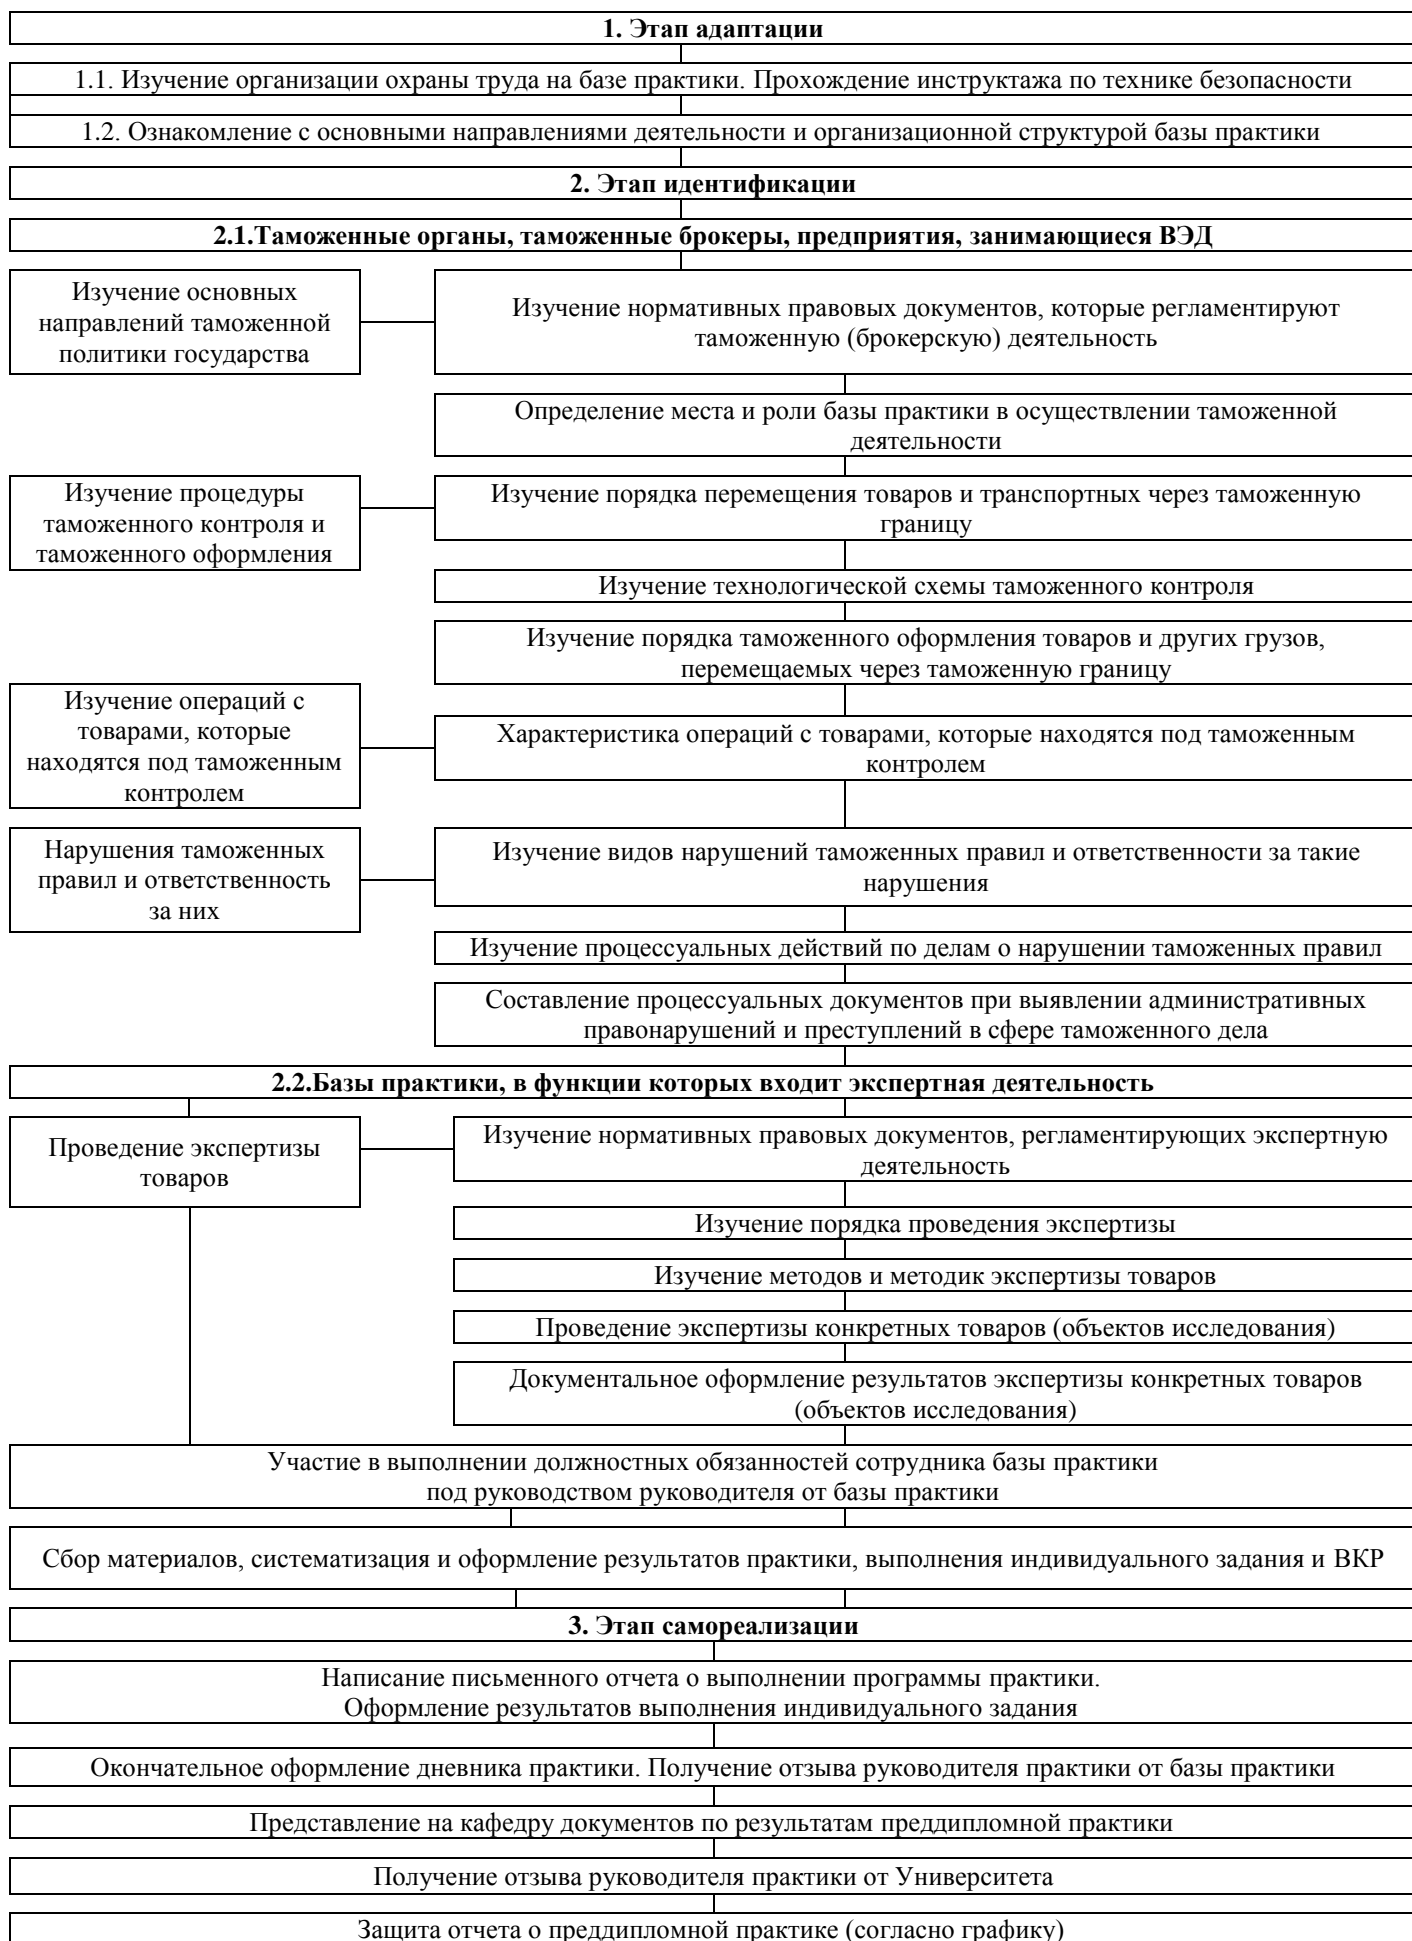 1. Этап адаптации
1.1. Изучение организации охраны труда на базе практики. Прохождение инструктажа по технике безопасности
1.2. Ознакомление с основными направлениями деятельности и организационной структурой базы практики
2. Этап идентификации
2.1.Таможенные органы, таможенные брокеры, предприятия, занимающиеся ВЭД
Изучение основных
направлений таможенной
политики государства
Изучение нормативных правовых документов, которые регламентируют
таможенную (брокерскую) деятельность
Определение места и роли базы практики в осуществлении таможенной
деятельности
Изучение процедуры
таможенного контроля и
таможенного оформления
Изучение порядка перемещения товаров и транспортных через таможенную
границу
Изучение технологической схемы таможенного контроля
Изучение порядка таможенного оформления товаров и других грузов,
перемещаемых через таможенную границу
Изучение операций с
товарами, которые
находятся под таможенным
контролем
Характеристика операций с товарами, которые находятся под таможенным
контролем
Нарушения таможенных
правил и ответственность
за них
Изучение видов нарушений таможенных правил и ответственности за такие
нарушения
Изучение процессуальных действий по делам о нарушении таможенных правил
Составление процессуальных документов при выявлении административных
правонарушений и преступлений в сфере таможенного дела
2.2.Базы практики, в функции которых входит экспертная деятельность
Проведение экспертизы
товаров
Изучение нормативных правовых документов, регламентирующих экспертную
деятельность
Изучение порядка проведения экспертизы
Изучение методов и методик экспертизы товаров
Проведение экспертизы конкретных товаров (объектов исследования)
Документальное оформление результатов экспертизы конкретных товаров
(объектов исследования)
Участие в выполнении должностных обязанностей сотрудника базы практики
под руководством руководителя от базы практики
Сбор материалов, систематизация и оформление результатов практики, выполнения индивидуального задания и ВКР
3. Этап самореализации
Написание письменного отчета о выполнении программы практики.
Оформление результатов выполнения индивидуального задания
Окончательное оформление дневника практики. Получение отзыва руководителя практики от базы практики
Представление на кафедру документов по результатам преддипломной практики
Получение отзыва руководителя практики от Университета
Защита отчета о преддипломной практике (согласно графику)